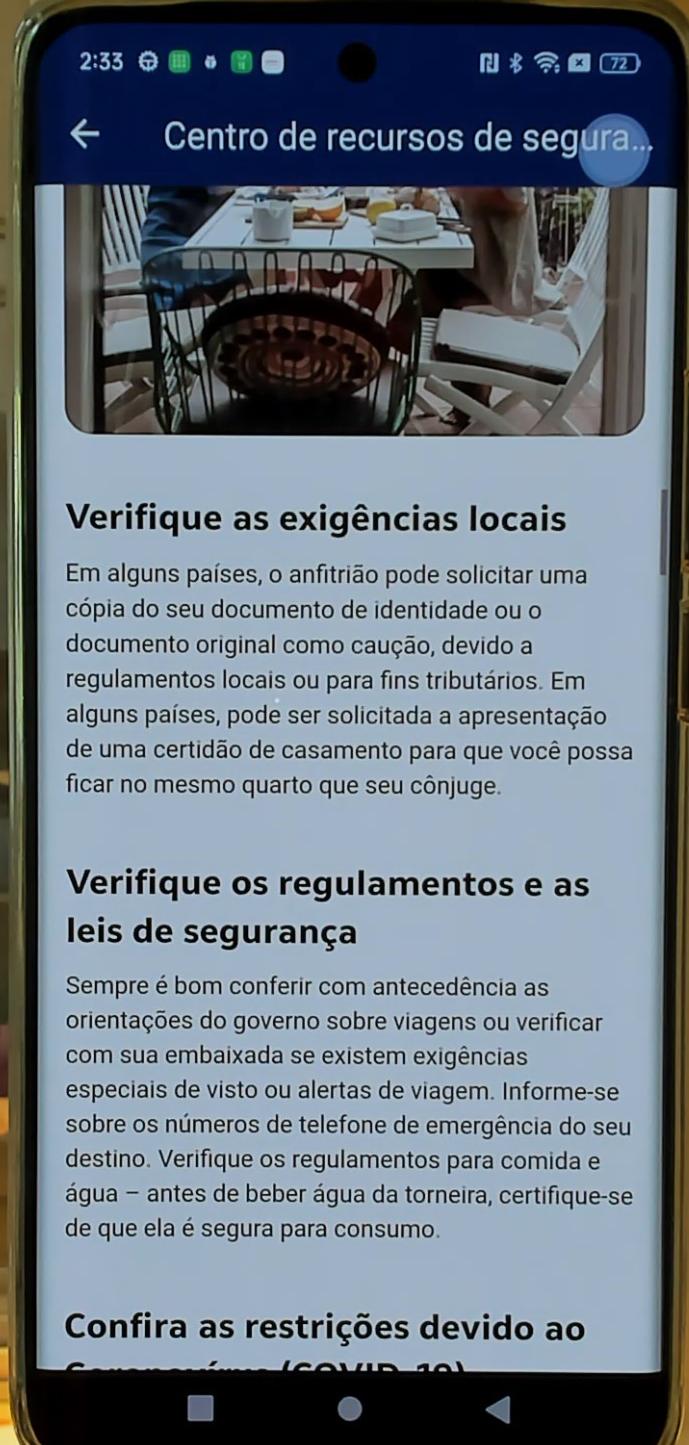 2:33
72
Centro de recursos de segura...
Verifique as exigências locais
Em alguns países, o anfitrião pode solicitar uma
cópia do seu documento de identidade ou o
documento original como caução, devido a
regulamentos locais ou para fins tributários. Em
alguns países, pode ser solicitada a apresentação
de uma certidão de casamento para que você possa
ficar no mesmo quarto que seu cônjuge.
Verifique os regulamentos e as
leis de segurança
Sempre é bom conferir com antecedência as
orientações do governo sobre viagens ou verificar
com sua embaixada se existem exigências
especiais de visto ou alertas de viagem. Informe-se
sobre os números de telefone de emergência do seu
destino. Verifique os regulamentos para comida e
água – antes de beber água da torneira, certifique-se
de que ela é segura para consumo.
Confira as restrições devido ao
Coronavírus (COVID-19)